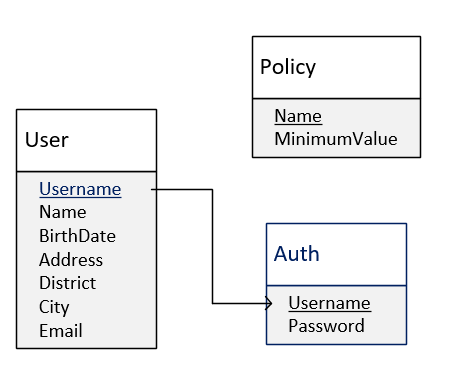 Policy
Name
MinimumValue
User
Username
Name
BirthDate
Address
District
City
Email
Auth
Username
Password